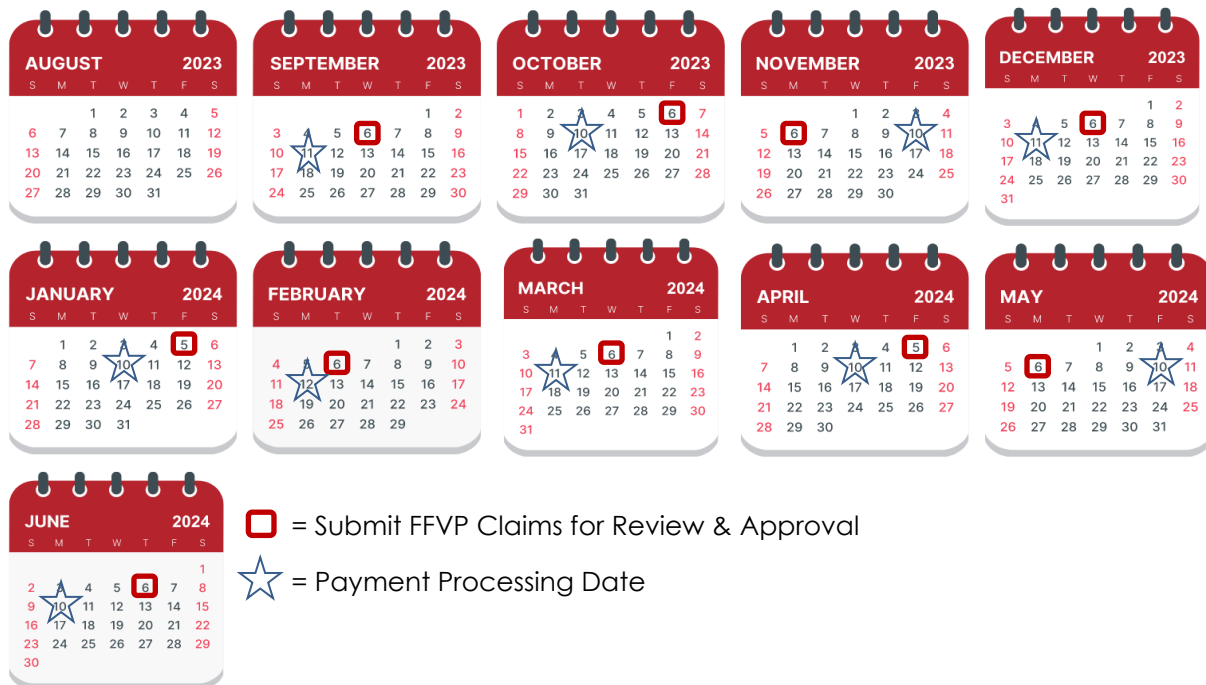 AUGUST 2023
S M T W T F S
1 2 3 4 5
6 7 8 9 10 11 12
13 14 15 16 17 18 19
20 21 22 23 24 25 26
27 28 29 30 31
SEPTEMBER 2023
S M T W T F S
1 2
3 4 5 6 7 8 9
10 11 12 13 14 15 16
17 18 19 20 21 22 23
24 25 26 27 28 29 30
OCTOBER 2023
S M T W T F S
1 2 3 4 5 6 7
8 9 10 11 12 13 14
15 16 17 18 19 20 21
22 23 24 25 26 27 28
29 30 31
NOVEMBER 2023
S M T W T F S
1 2 3 4
5 6 7 8 9 10 11
12 13 14 15 16 17 18
19 20 21 22 23 24 25
26 27 28 29 30
DECEMBER 2023
S M T W T F S
1 2
3 4 5 6 7 8 9
10 11 12 13 14 15 16
17 18 19 20 21 22 23
24 25 26 27 28 29 30
31
JANUARY 2024
S M T W T F S
1 2 3 4 5 6
7 8 9 10 11 12 13
14 15 16 17 18 19 20
21 22 23 24 25 26 27
28 29 30 31
FEBRUARY 2024
S M T W T F S
1 2 3
4 5 6 7 8 9 10
11 12 13 14 15 16 17
18 19 20 21 22 23 24
25 26 27 28 29
MARCH 2024
S M T W T F S
1 2
3 4 5 6 7 8 9
10 11 12 13 14 15 16
17 18 19 20 21 22 23
24 25 26 27 28 29 30
31
APRIL 2024
S M T W T F S
1 2 3 4 5 6
7 8 9 10 11 12 13
14 15 16 17 18 19 20
21 22 23 24 25 26 27
28 29 30
MAY 2024
S M T W T F S
1 2 3 4
5 6 7 8 9 10 11
12 13 14 15 16 17 18
19 20 21 22 23 24 25
26 27 28 29 30 31
JUNE 2024
S M T W T F S
1
2 3 4 5 6 7 8
9 10 11 12 13 14 15
16 17 18 19 20 21 22
23 24 25 26 27 28 29
30
= Submit FFVP Claims for Review & Approval
= Payment Processing Date